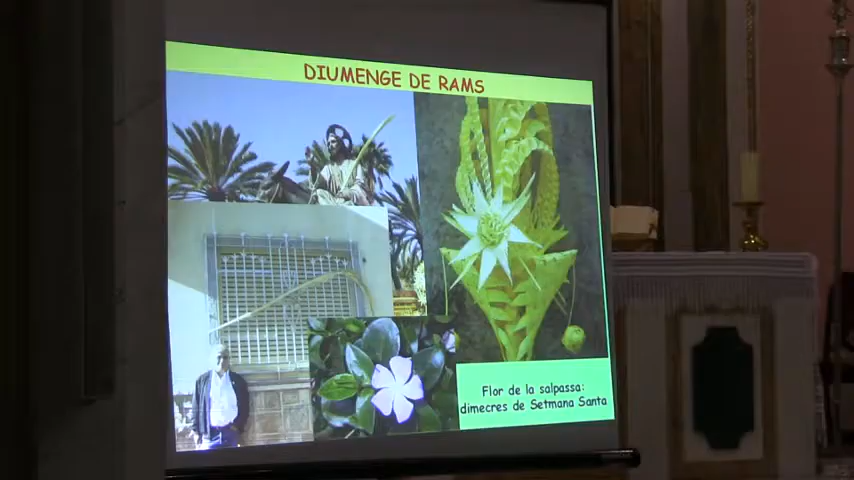 DIUMENGE DE RAMS
Flor de la salpassa:
dimecres de Setmana Santa